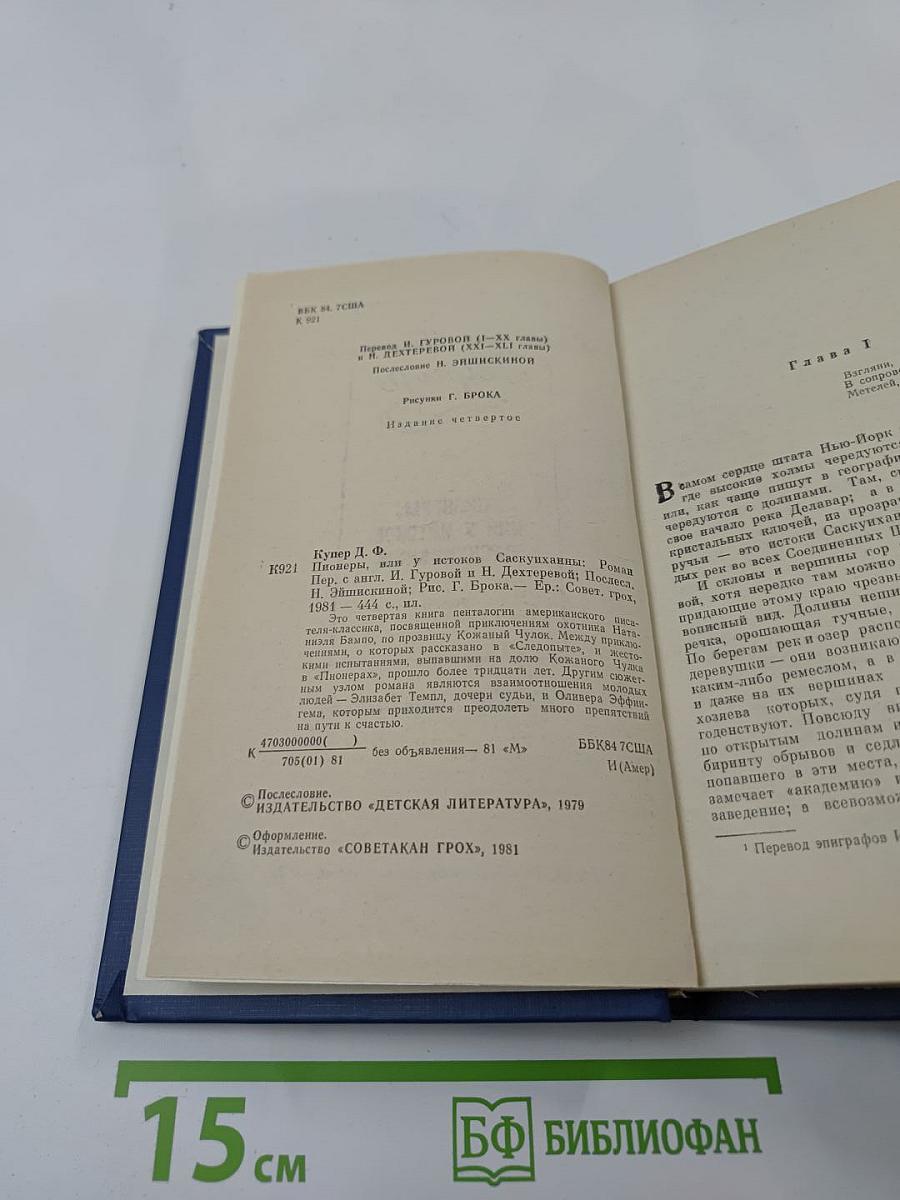 ББК 84. 7США
К 921
Перевод И. ГУРОВОЙ (I—XX главы)
и Н. ДЕХТЕРЕВОЙ (XXI—XLI главы)
Послесловие Н. ЭЙШИСКИНОЙ
Рисунки Г. БРОКА
Издание четвертое
Купер Д. Ф.
К921 Пионеры, или у истоков Саскуиханны: Роман
Пер. с англ. И. Гуровой и Н. Дехтеревой; Послесл.
Н. Эйшискиной; Рис. Г. Брока.— Ер.: Совет. грох,
1981 — 444 с., ил.
Это четвертая книга пенталогии американского писа-
теля-классика, посвященной приключениям охотника Ната-
ниэля Бампо, по прозвищу Кожаный Чулок. Между приклю-
чениями, о которых рассказано в «Следопыте», и жесто-
кими испытаниями, выпавшими на долю Кожаного Чулка
в «Пионерах», прошло более тридцати лет. Другим сюжет-
ным узлом романа являются взаимоотношения молодых
людей — Элизабет Темпл, дочери судьи, и Оливера Эффин-
гема, которым приходится преодолеть много препятствий
на пути к счастью.
К 4703000000( )
705(01) 81 без объявления— 81 «М»
ББК84 7США
И(Амер)
© Послесловие.
ИЗДАТЕЛЬСТВО «ДЕТСКАЯ ЛИТЕРАТУРА», 1979
© Оформление.
Издательство «СОВЕТАКАН ГРОХ», 1981
Глава I
Взгляни,
В сопрово
Метелей,
В самом сердце штата Нью-Йорк
где высокие холмы чередуются
или, как чаще пишут в географи
чередуются с долинами. Там, ср
свое начало река Делавар; а в
кристальных ключей, из прозрач
ручьи — это истоки Саскуихан
дых рек во всех Соединенных Ш
И склоны и вершины гор
вой, хотя нередко там можно
придающие этому краю чрезвы
вописный вид. Долины неши
речка, орошающая тучные,
По берегам рек и озер распо
деревушки — они возникаю
каким-либо ремеслом, а в
и даже на их вершинах
хозяева которых, судя п
годенствуют. Повсюду ви
по открытым долинам и
биринту обрывов и седл
попавшего в эти места,
замечает «академию» и
заведение; а всевозмож
1 Перевод эпиграфов И
15 см
БФ БИБЛИОФАН